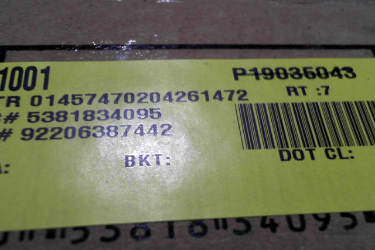 1001 P19035043
TR 01457470204261472 RT :7
# 5381834095
# 92206387442
BKT: DOT CL: